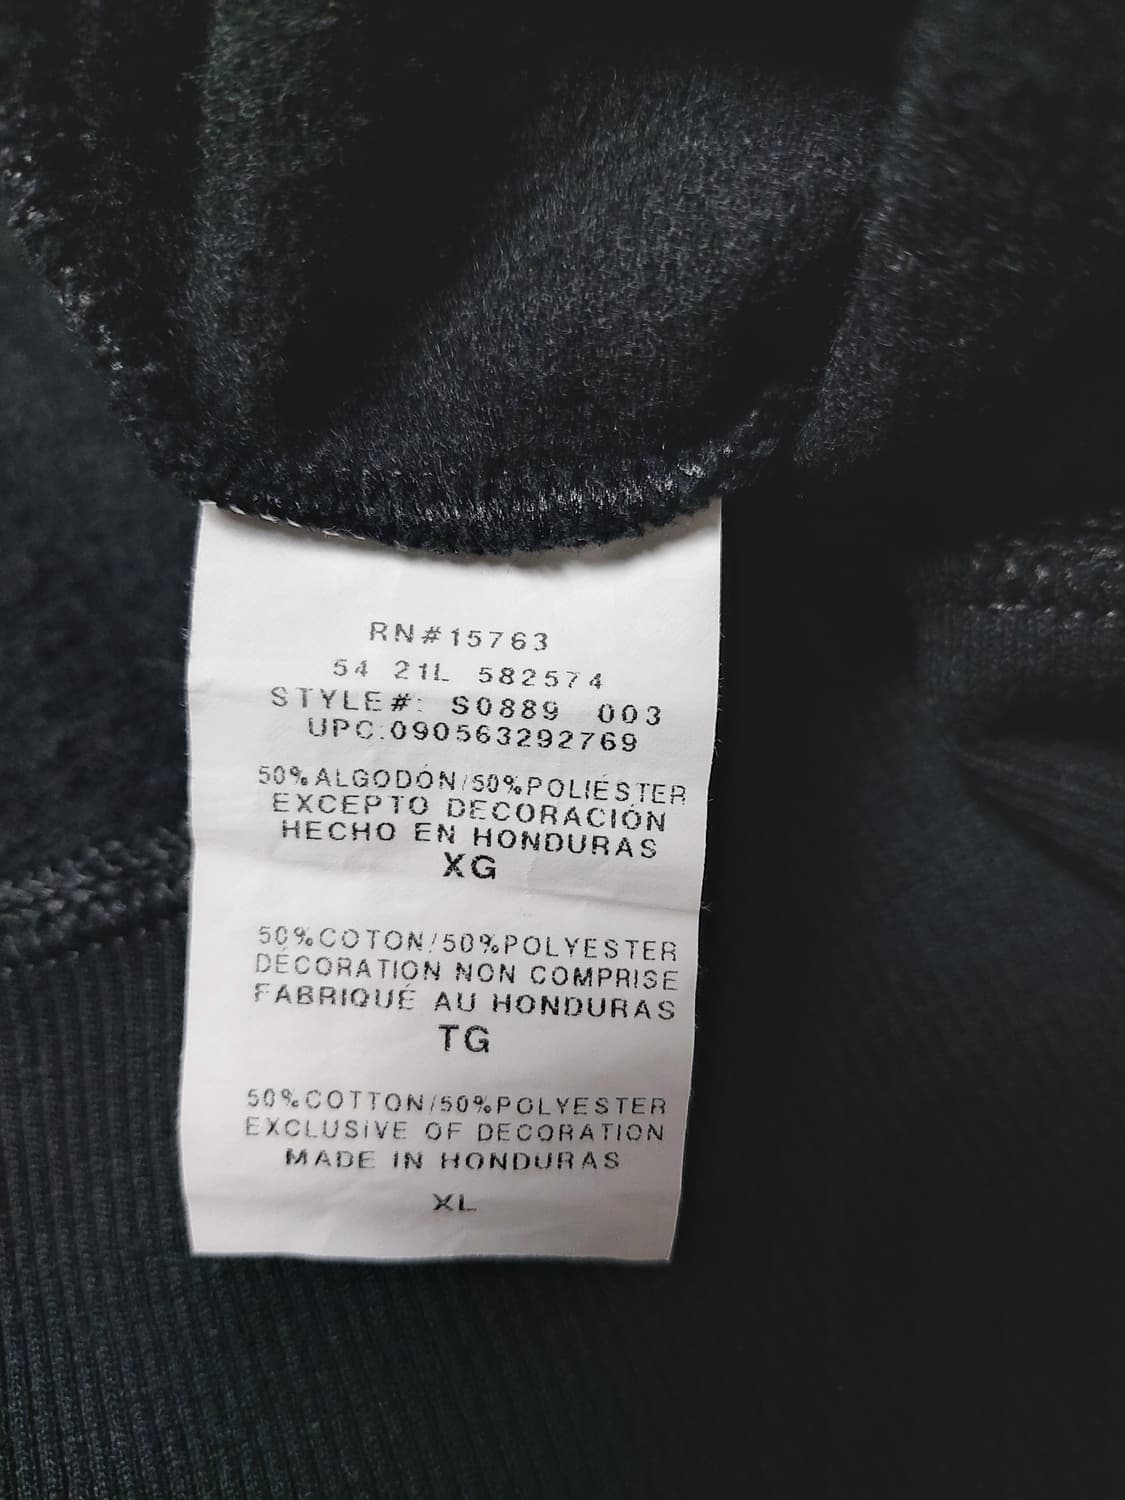 RN#15763
54 21L 582574
STYLE#: S0889 003
UPC:090563292769
50%ALGODÓN/50%POLIÉSTER
EXCEPTO DECORACIÓN
HECHO EN HONDURAS
XG
50%COTON/50%POLYESTER
DÉCORATION NON COMPRISE
FABRIQUÉ AU HONDURAS
TG
50%COTTON/50%POLYESTER
EXCLUSIVE OF DECORATION
MADE IN HONDURAS
XL